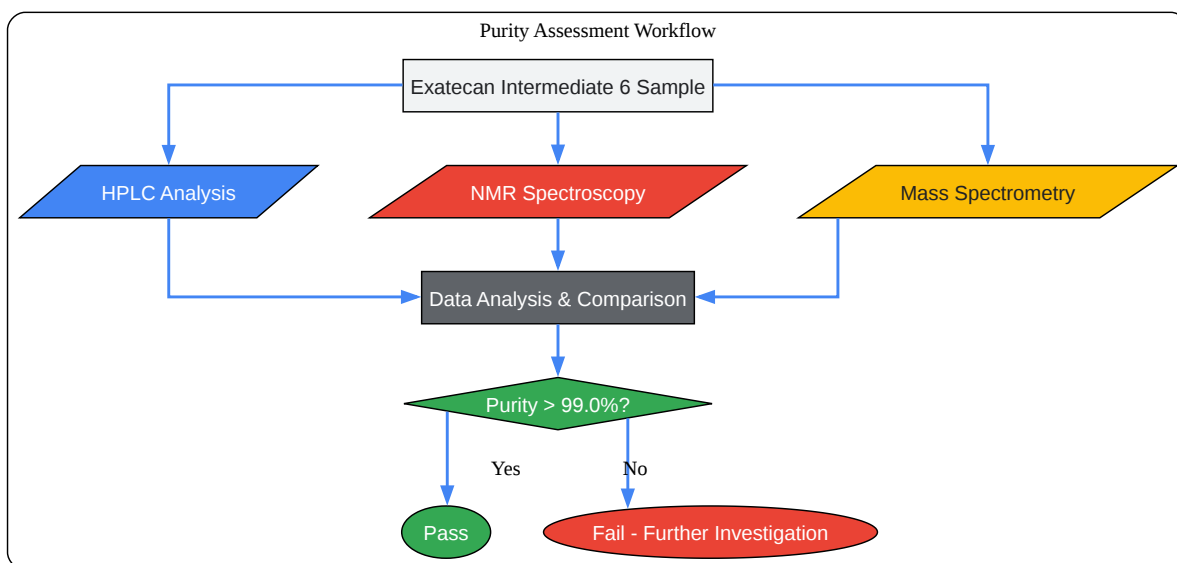 Purity Assessment Workflow
Exatecan Intermediate 6 Sample
HPLC Analysis
NMR Spectroscopy
Mass Spectrometry
Data Analysis & Comparison
Purity > 99.0%?
Yes
No
Pass
Fail - Further Investigation